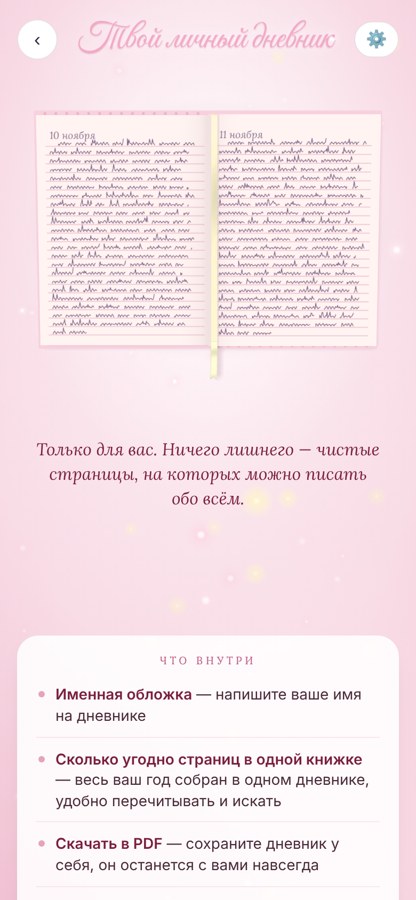 Твой личный дневник
10 ноября
11 ноября
Только для вас. Ничего лишнего — чистые
страницы, на которых можно писать
обо всём.
ЧТО ВНУТРИ
Именная обложка — напишите ваше имя
на дневнике
Сколько угодно страниц в одной книжке
— весь ваш год собран в одном дневнике,
удобно перечитывать и искать
Скачать в PDF — сохраните дневник у
себя, он останется с вами навсегда